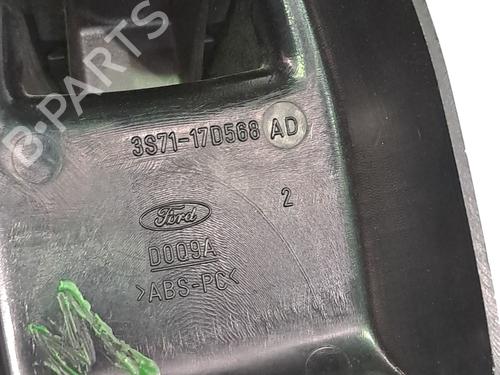 B-PARTS
3S71-17D568 AD
Ford
2
D009A
>ABS-PC<